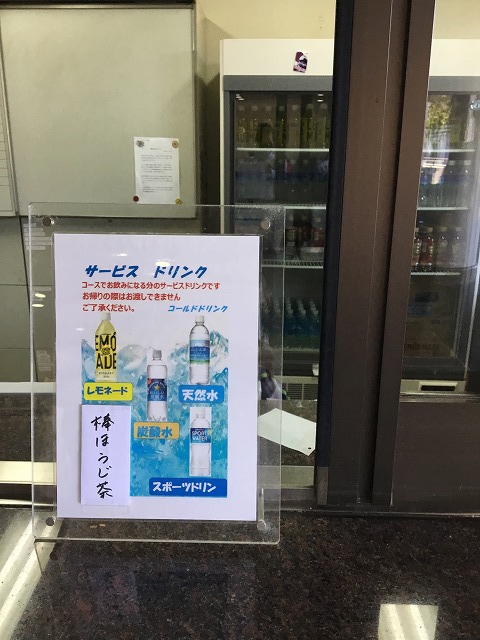 サービス ドリンク
コースでお飲みになる分のサービスドリンクです
お帰りの際はお渡しできません
ご了承ください。
コールドドリンク
レモネード
天然水
炭酸水
SPORTS
WATER
スポーツドリン
棒ほうじ茶